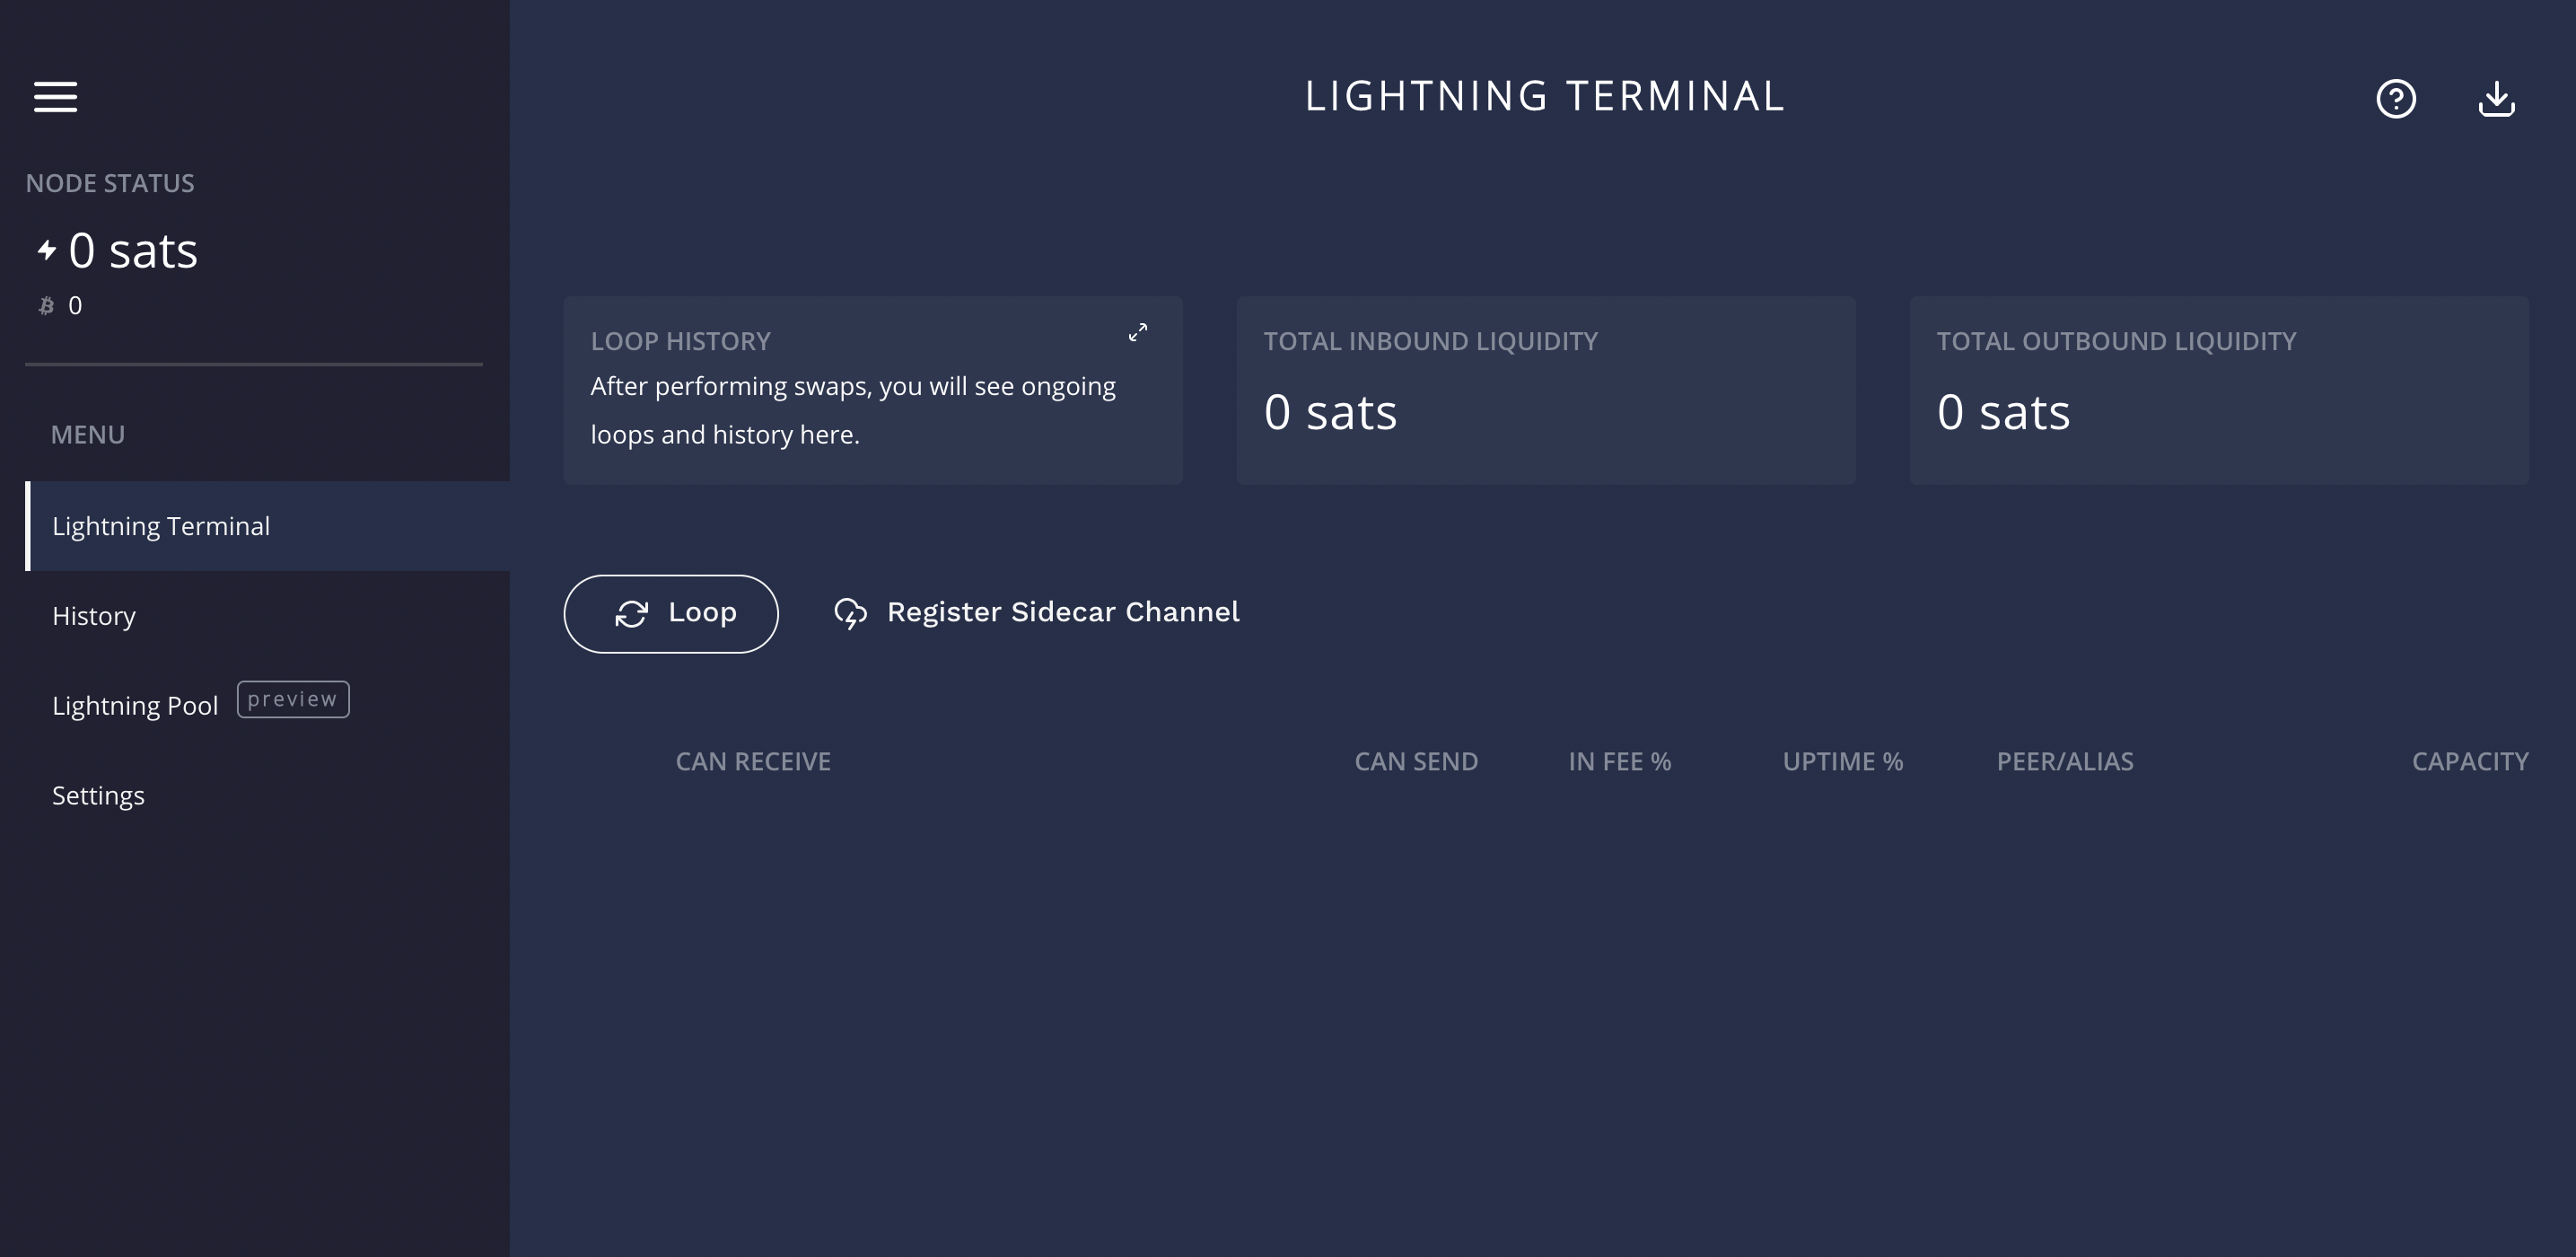 LIGHTNING TERMINAL
NODE STATUS
0 sats
0
MENU
Lightning Terminal
History
Lightning Pool preview
Settings
LOOP HISTORY
After performing swaps, you will see ongoing
loops and history here.
TOTAL INBOUND LIQUIDITY
0 sats
TOTAL OUTBOUND LIQUIDITY
0 sats
Loop
Register Sidecar Channel
CAN RECEIVE CAN SEND IN FEE % UPTIME % PEER/ALIAS CAPACITY